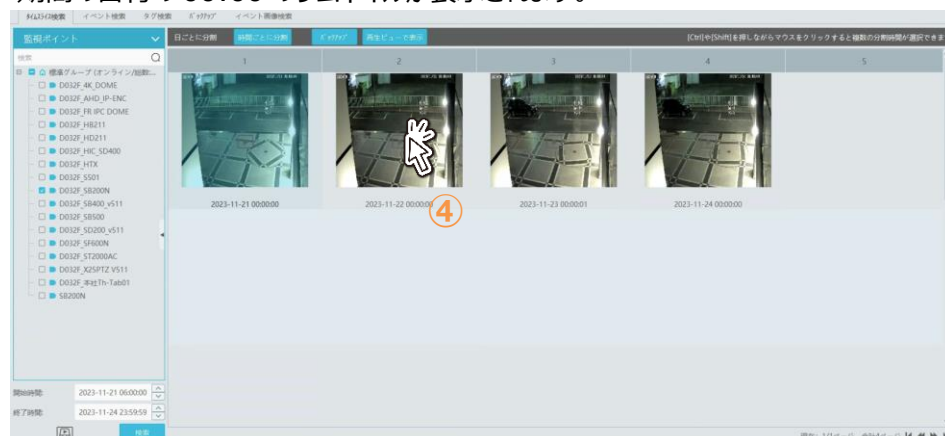 タイムスライス検索 イベント検索 タグ検索 バックアップ イベント画像検索
監視ポイント
日ごとに分割 時間ごとに分割 バックアップ 再生ビューで表示 [Ctrl]や[Shift]を押しながらマウスをクリックすると複数の分割時間が選択できま
検索
1 2 3 4 5
標準グループ (オンライン/総数...
D032F_4K_DOME
D032F_AHD_IP-ENC
D032F_FR IPC DOME
D032F_HB211
D032F_HD211
D032F_HIC_SD400
D032F_HTX
D032F_S501
D032F_SB200N
D032F_SB400_v511
D032F_SB500
D032F_SD200_v511
D032F_SF600N
D032F_ST2000AC
D032F_X25PTZ V511
D032F_本社Th-Tab01
SB200N
2023-11-21 00:00:00 2023-11-22 00:00:00 2023-11-23 00:00:01 2023-11-24 00:00:00
④
開始時間: 2023-11-21 06:00:00
終了時間: 2023-11-24 23:59:59
検索